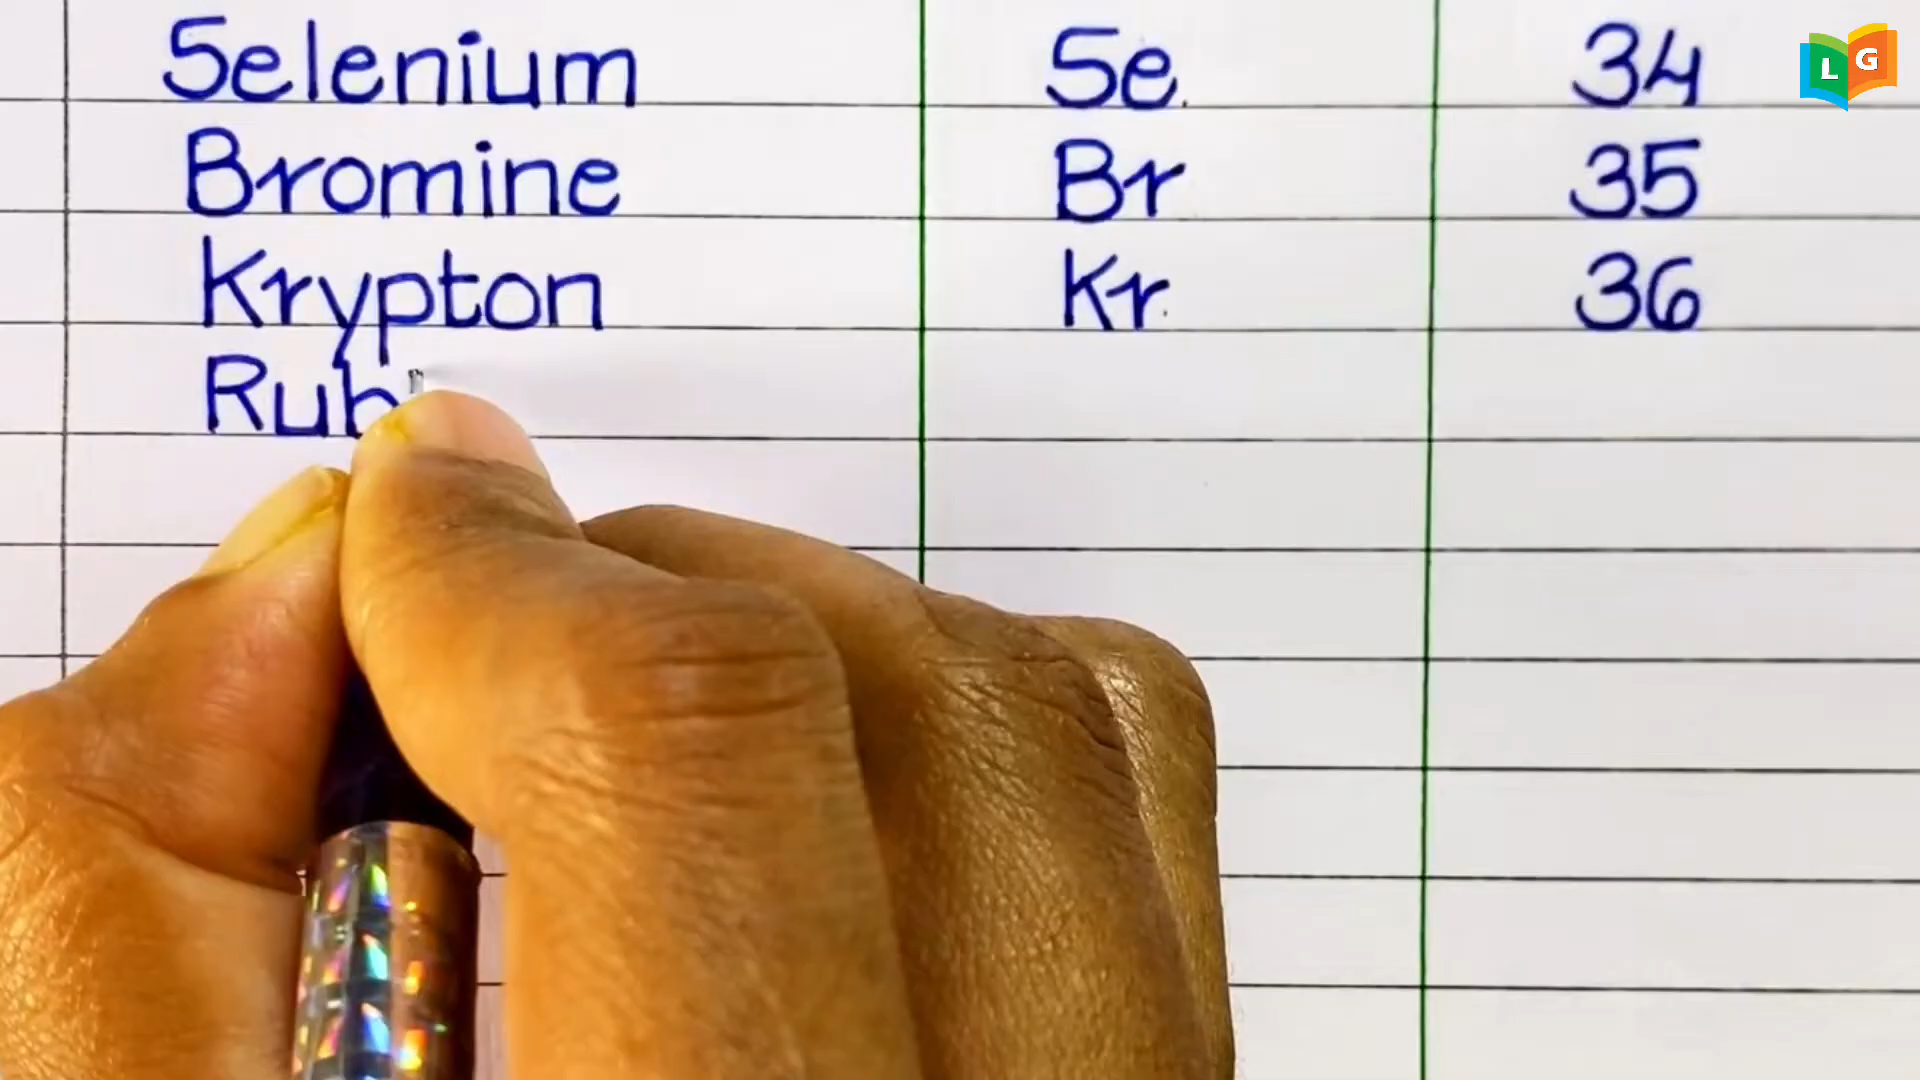 Selenium Se 34
Bromine Br 35
Krypton Kr 36
Rub
L G